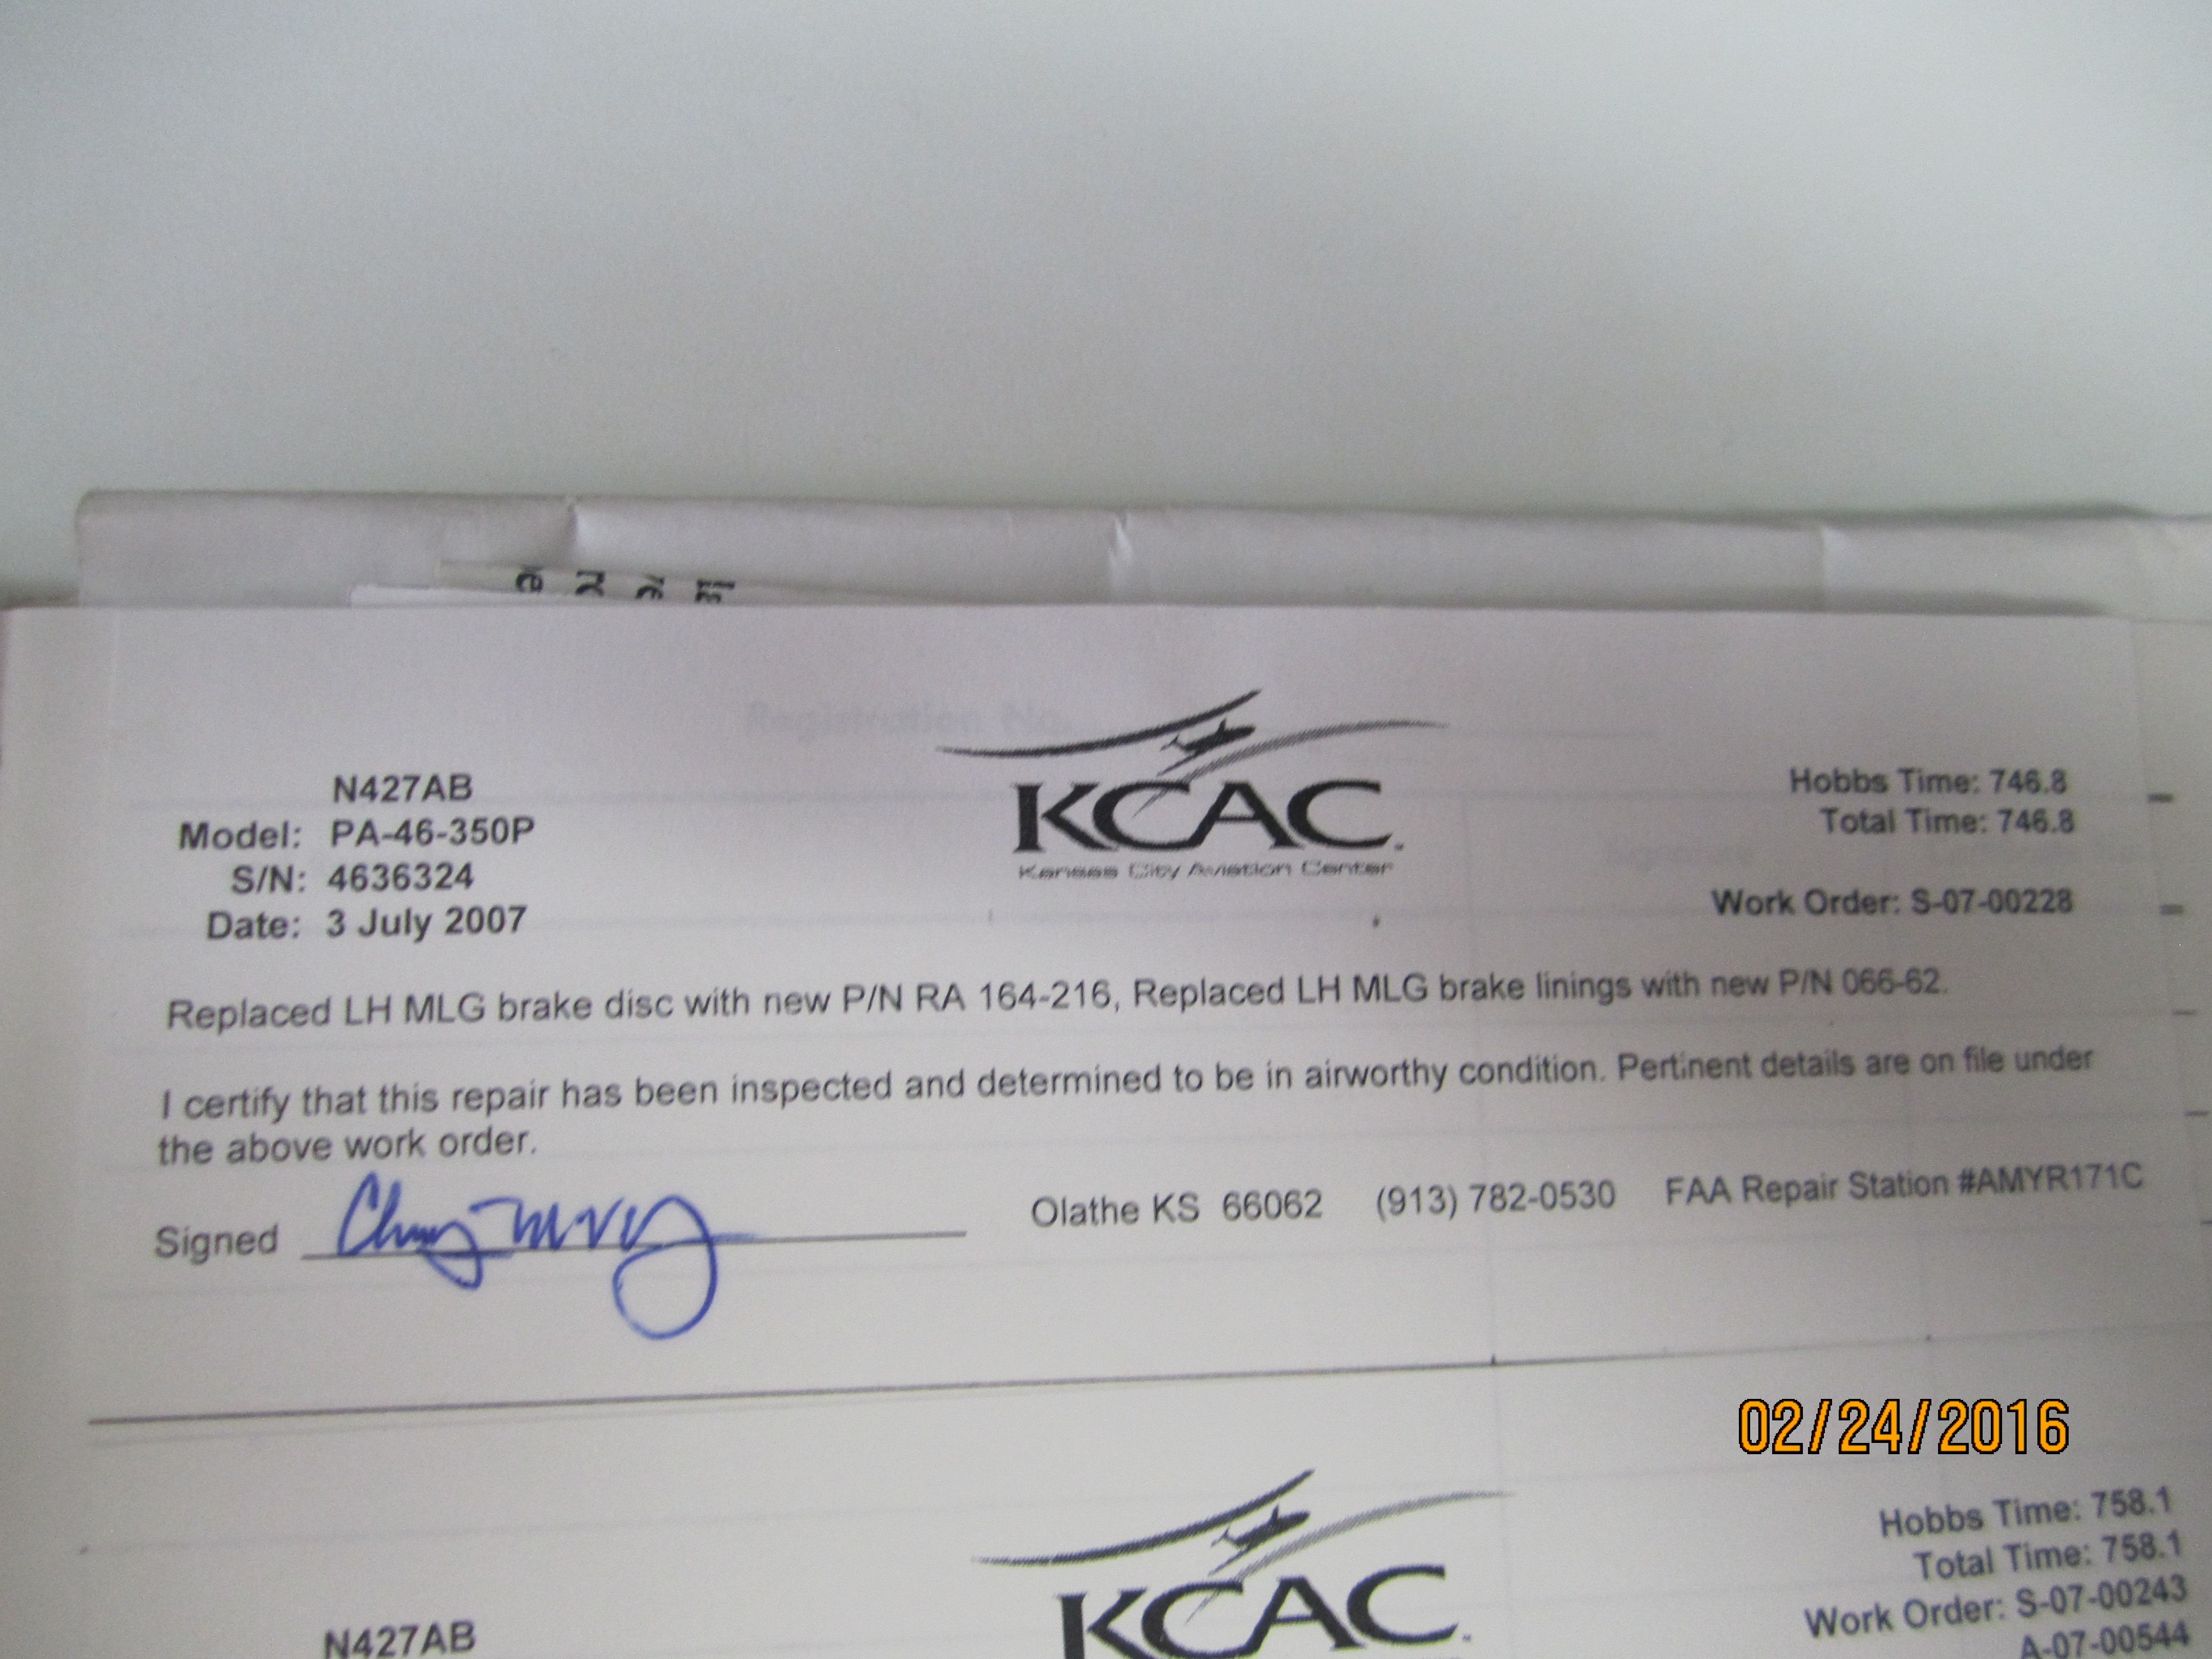 N427AB
Model: PA-46-350P
S/N: 4636324
Date: 3 July 2007
KCAC
Kansas City Aviation Center
Hobbs Time: 746.8
Total Time: 746.8
Work Order: S-07-00228
Replaced LH MLG brake disc with new P/N RA 164-216, Replaced LH MLG brake linings with new P/N 066-62.
I certify that this repair has been inspected and determined to be in airworthy condition. Pertinent details are on file under
the above work order.
Signed
Olathe KS 66062 (913) 782-0530 FAA Repair Station #AMYR171C
02/24/2016
KCAC
Hobbs Time: 758.1
Total Time: 758.1
Work Order: S-07-00243
A-07-00544
N427AB
Registration No.